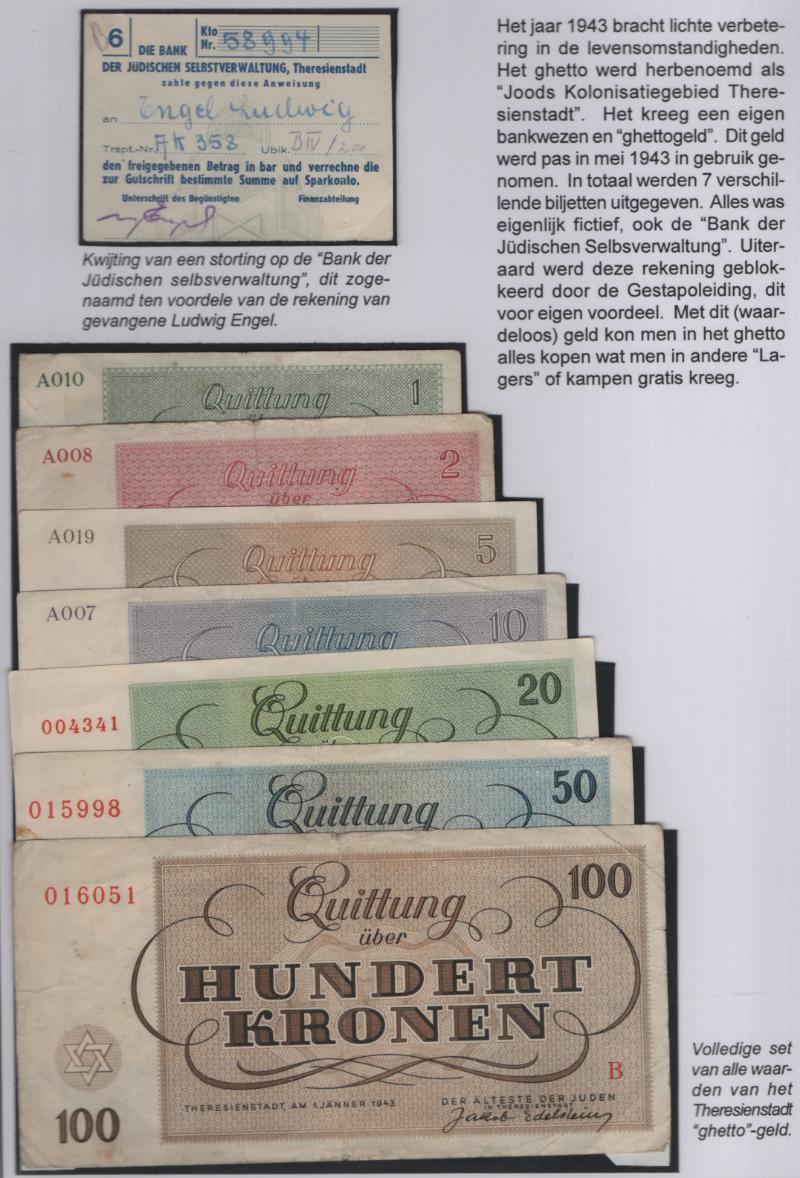 B6
DIE BANK
Kto
Nr. 58994
DER JÜDISCHEN SELBSTVERWALTUNG, Theresienstadt
zahle gegen diese Anweisung
an Engel Ludwig
Trspt.-Nr. AK 358 Ubik. BIV/200
den freigegebenen Betrag in bar und verrechne die
zur Gutschrift bestimmte Summe auf Sparkonto.
Unterschrift des Begünstigten Finanzabteilung
Engel
Kwijting van een storting op de “Bank der
Jüdischen selbsverwaltung”, dit zoge-
naamd ten voordele van de rekening van
gevangene Ludwig Engel.
Het jaar 1943 bracht lichte verbete-
ring in de levensomstandigheden.
Het ghetto werd herbenoemd als
“Joods Kolonisatiegebied There-
sienstadt”. Het kreeg een eigen
bankwezen en “ghettogeld”. Dit geld
werd pas in mei 1943 in gebruik ge-
nomen. In totaal werden 7 verschil-
lende biljetten uitgegeven. Alles was
eigenlijk fictief, ook de “Bank der
Jüdischen Selbsverwaltung”. Uiter-
aard werd deze rekening geblok-
keerd door de Gestapoleiding, dit
voor eigen voordeel. Met dit (waar-
deloos) geld kon men in het ghetto
alles kopen wat men in andere “La-
gers” of kampen gratis kreeg.
A010 Quittung 1
A008 Quittung 2
über
A019 Quittung 5
A007 Quittung 10
004341 Quittung 20
015998 Quittung 50
016051 Quittung 100
über
HUNDERT
KRONEN
B
THERESIENSTADT AM 1. JÄNNER 1943
DER ÄLTESTE DER JUDEN
IN THERESIENSTADT
Jakob Edelstein
100
Volledige set
van alle waar-
den van het
Theresienstadt
“ghetto”-geld.